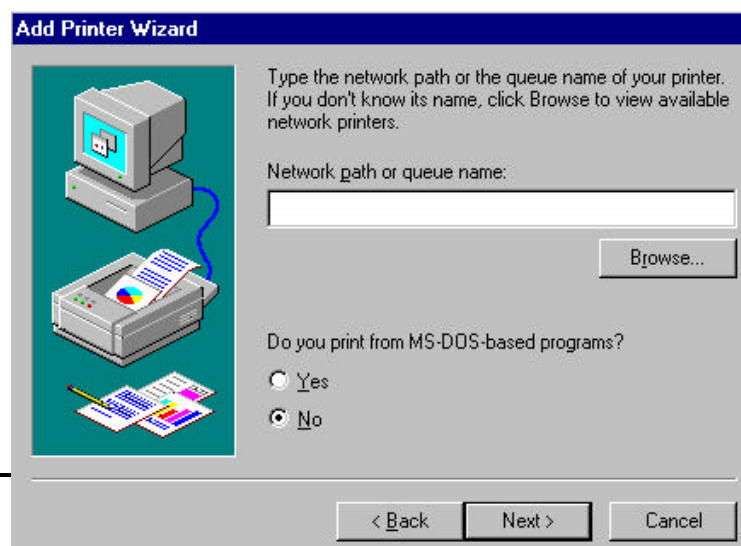 Add Printer Wizard
Type the network path or the queue name of your printer.
If you don't know its name, click Browse to view available
network printers.
Network path or queue name:
Browse...
Do you print from MS-DOS-based programs?
Yes
No
< Back
Next >
Cancel